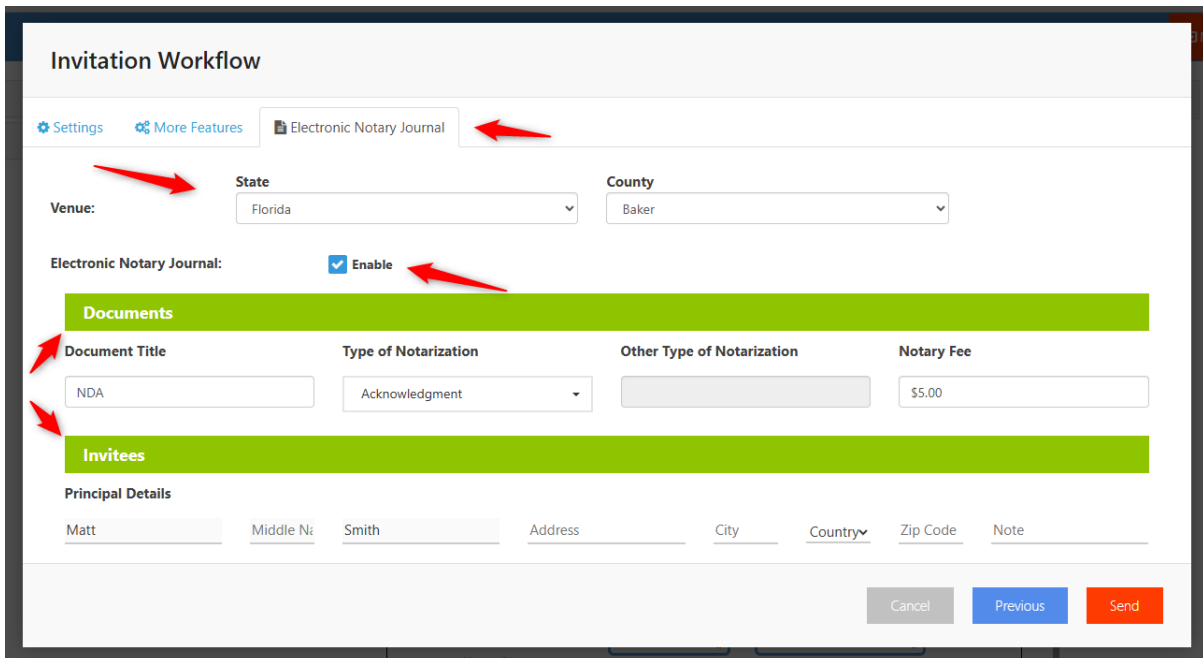 Invitation Workflow
Settings More Features Electronic Notary Journal
State County
Venue: Florida Baker
Electronic Notary Journal: Enable
Documents
Document Title Type of Notarization Other Type of Notarization Notary Fee
NDA Acknowledgment $5.00
Invitees
Principal Details
Matt Middle Na Smith Address City Country Zip Code Note
Cancel Previous Send